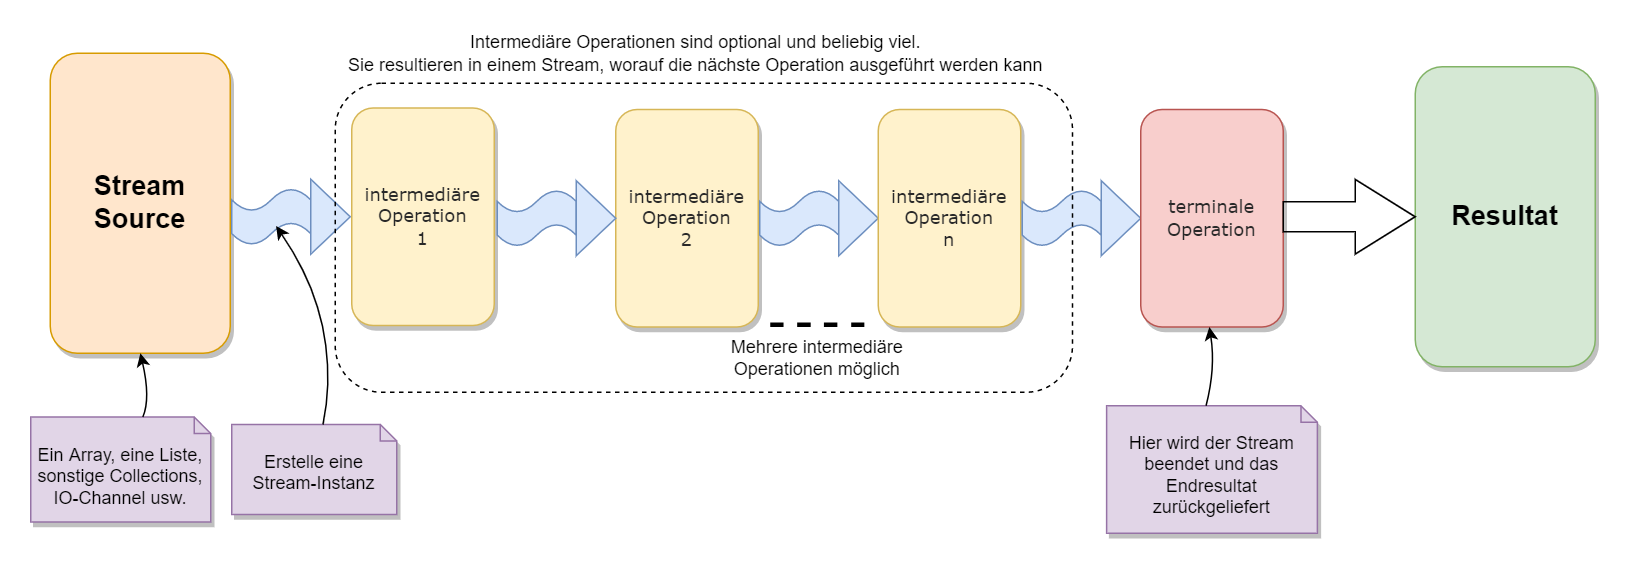 Intermediäre Operationen sind optional und beliebig viel.
Sie resultieren in einem Stream, worauf die nächste Operation ausgeführt werden kann
Stream
Source
intermediäre
Operation
1
intermediäre
Operation
2
intermediäre
Operation
n
terminale
Operation
Resultat
Mehrere intermediäre
Operationen möglich
Ein Array, eine Liste,
sonstige Collections,
IO-Channel usw.
Erstelle eine
Stream-Instanz
Hier wird der Stream
beendet und das
Endresultat
zurückgeliefert